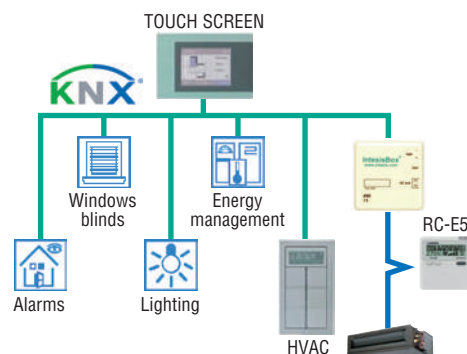 TOUCH SCREEN
KNX
IntesisBox
Windows
blinds
Energy
management
RC-E5
Alarms
Lighting
HVAC